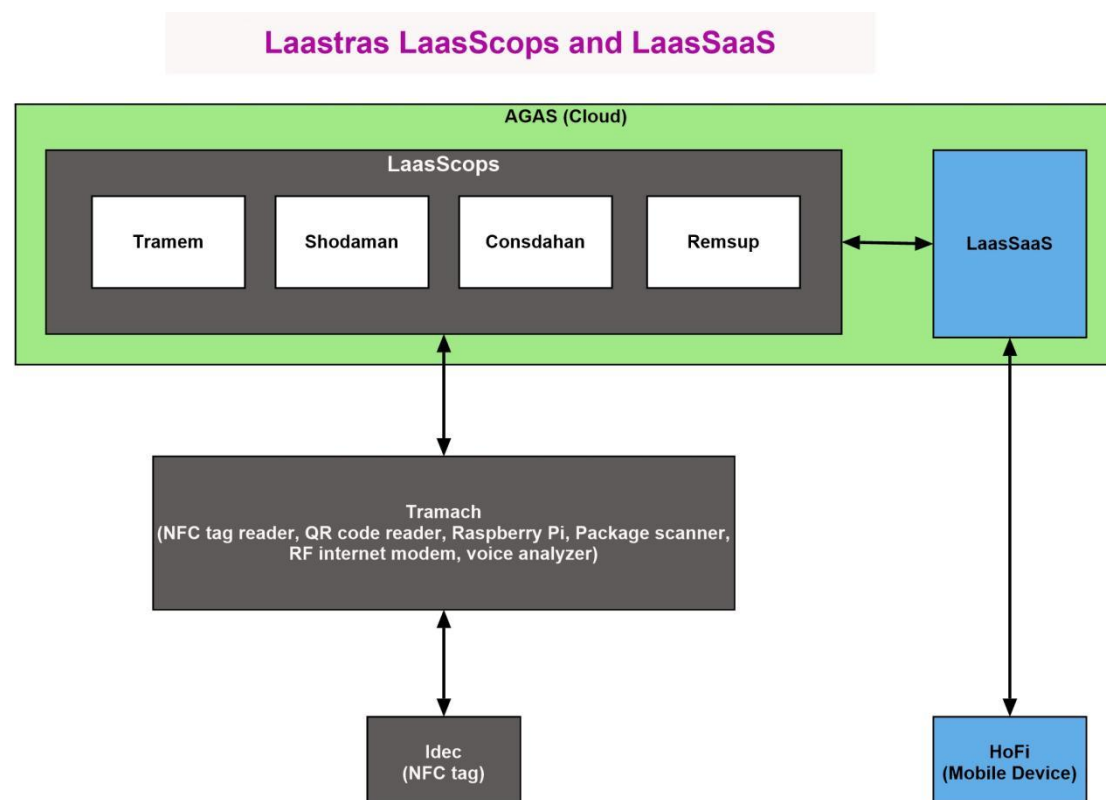 Laastras LaasScops and LaasSaaS
AGAS (Cloud)
LaasScops
Tramem
Shodaman
Consdahan
Remsup
LaasSaaS
Tramach
(NFC tag reader, QR code reader, Raspberry Pi, Package scanner,
RF internet modem, voice analyzer)
Idec
(NFC tag)
HoFi
(Mobile Device)